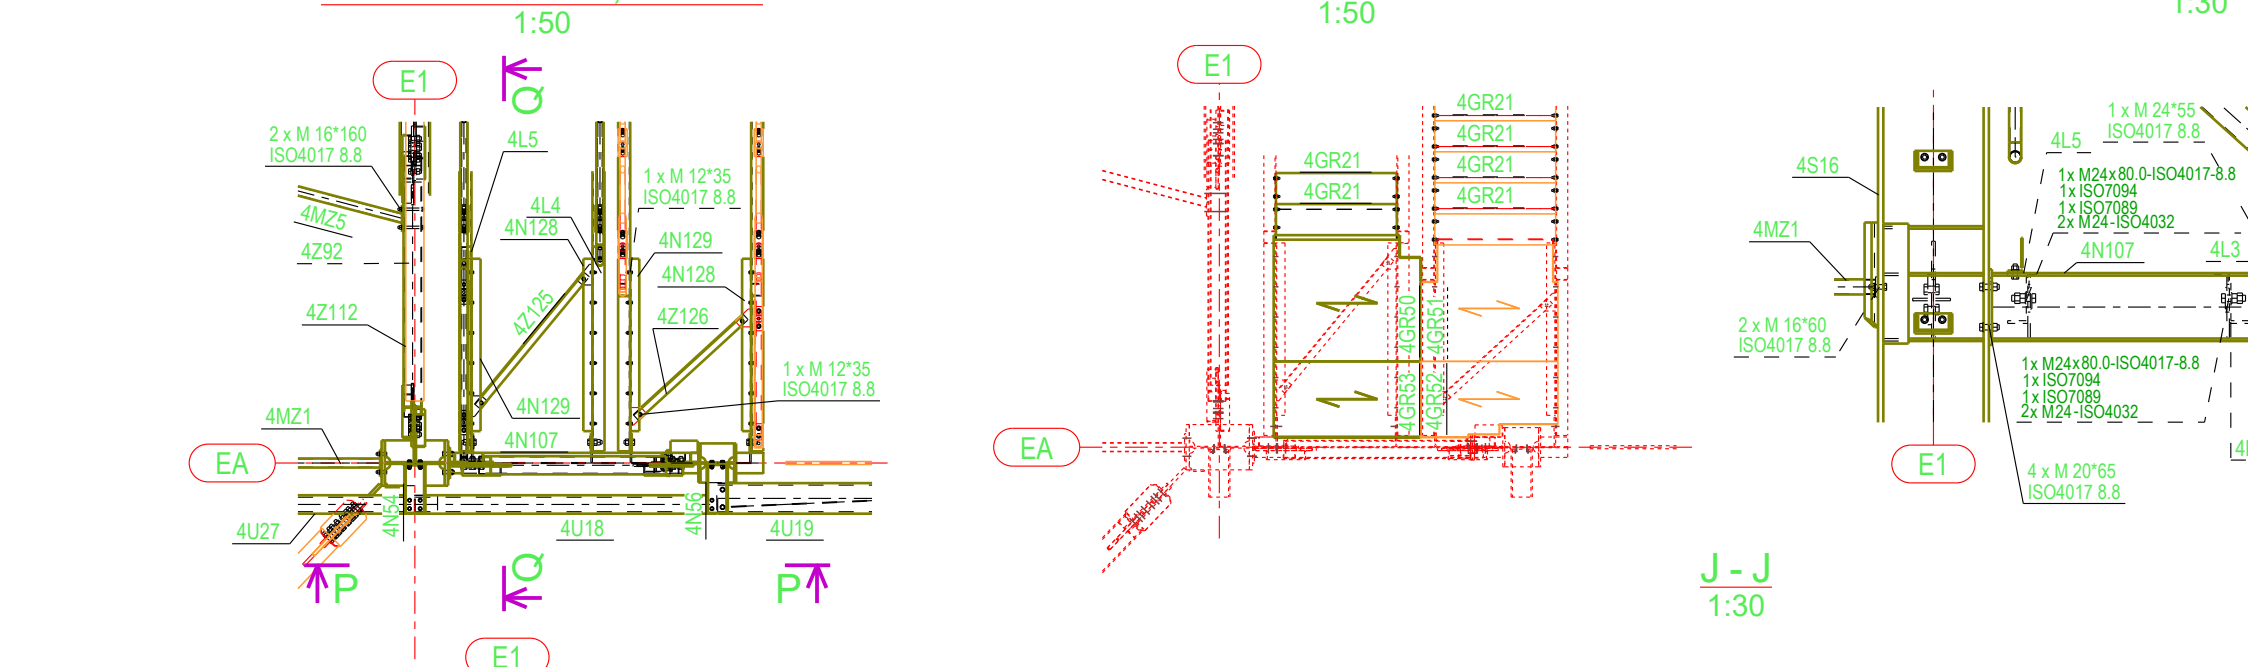 1:50
E1
Q
2 x M 16*160
ISO4017 8.8
4L5
1 x M 12*35
ISO4017 8.8
4L4
4N128
4MZ5
4Z92
4N129
4N128
4Z125
4Z112
4Z126
1 x M 12*35
ISO4017 8.8
4N129
4MZ1
4N107
EA
4N54
4N56
4U27
4U18
4U19
Q
P
P
E1
1:50
E1
4GR21
4GR21
4GR21
4GR21
4GR21
4GR21
4GR50
4GR51
4GR53
4GR52
EA
1:30
1 x M 24*55
ISO4017 8.8
4L5
4S16
1x M24x80.0-ISO4017-8.8
1x ISO7094
1x ISO7089
2x M24-ISO4032
4MZ1
4N107
4L3
2 x M 16*60
ISO4017 8.8
1x M24x80.0-ISO4017-8.8
1x ISO7094
1x ISO7089
2x M24-ISO4032
E1
4 x M 20*65
ISO4017 8.8
J - J
1:30